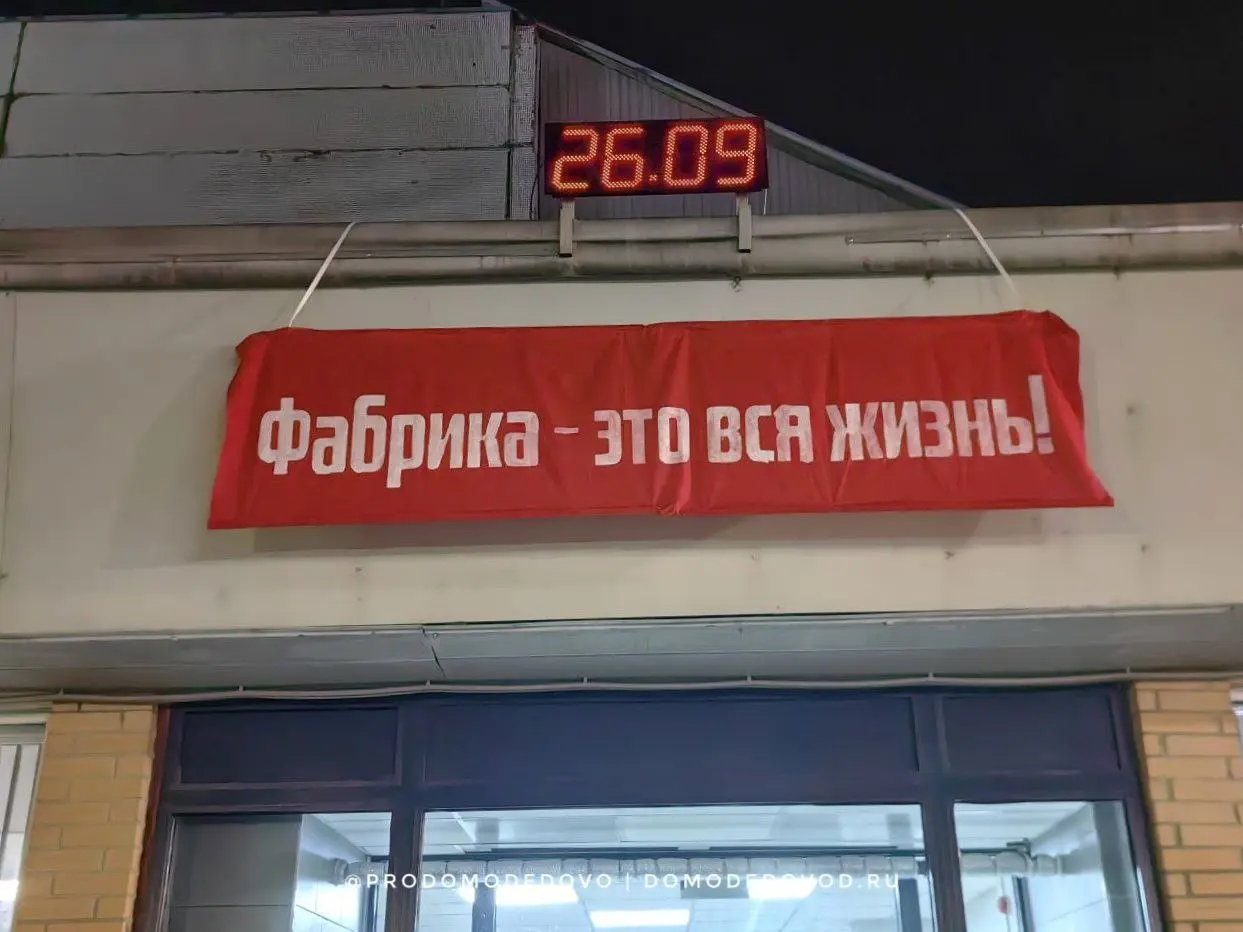 26.09
Фабрика - это вся жизнь!
@PRODOMODEDOVO | DOMODEDOVOD.RU